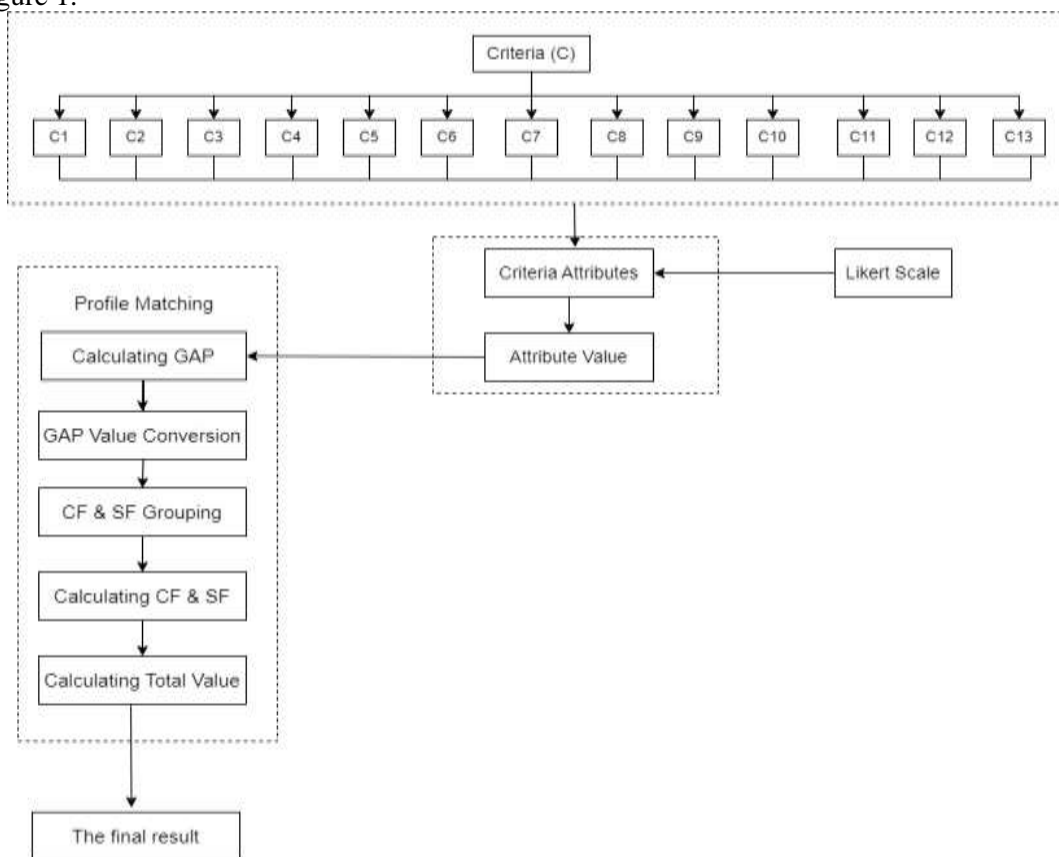 gure 1.
Criteria (C)
C1 C2 C3 C4 C5 C6 C7 C8 C9 C10 C11 C12 C13
Criteria Attributes
Likert Scale
Attribute Value
Profile Matching
Calculating GAP
GAP Value Conversion
CF & SF Grouping
Calculating CF & SF
Calculating Total Value
The final result